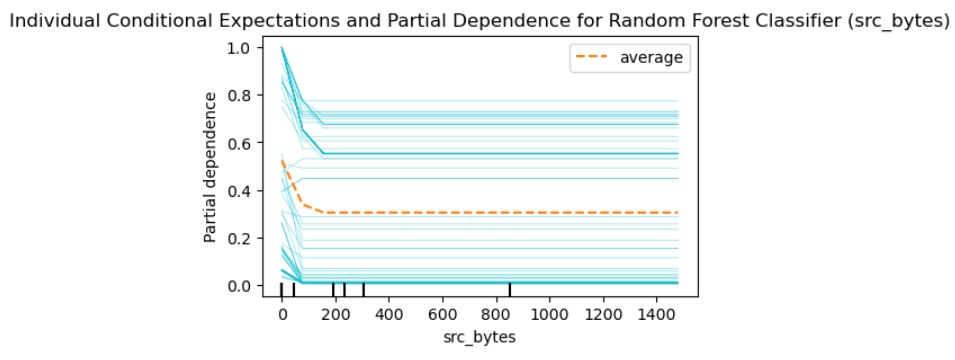 Individual Conditional Expectations and Partial Dependence for Random Forest Classifier (src_bytes)
average
1.0
0.8
0.6
0.4
0.2
0.0
Partial dependence
0 200 400 600 800 1000 1200 1400
src_bytes